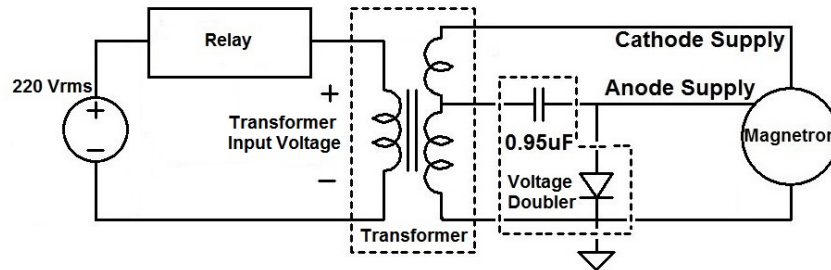 Relay
Cathode Supply
220 Vrms
+
+
Anode Supply
Transformer
Input Voltage
0.95uF
Magnetron
−
−
Voltage
Doubler
Transformer